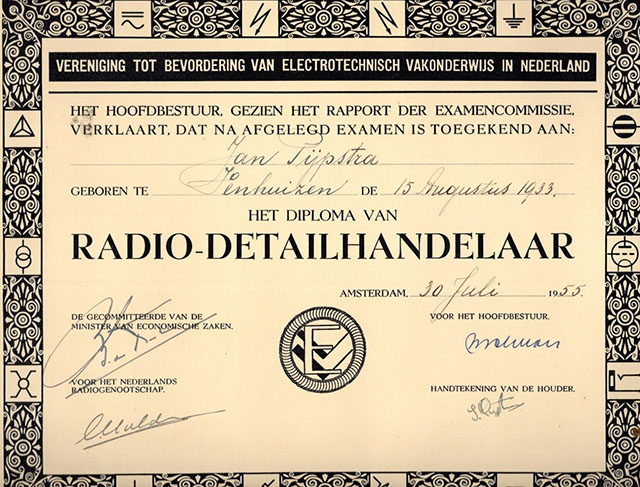 VERENIGING TOT BEVORDERING VAN ELECTROTECHNISCH VAKONDERWIJS IN NEDERLAND
HET HOOFDBESTUUR, GEZIEN HET RAPPORT DER EXAMENCOMMISSIE,
VERKLAART, DAT NA AFGELEGD EXAMEN IS TOEGEKEND AAN:
Jan Pijpstra
GEBOREN TE DE 15 Augustus 1933.
HET DIPLOMA VAN
RADIO-DETAILHANDELAAR
AMSTERDAM, 30 Juli 1955.
DE GECOMMITTEERDE VAN DE
MINISTER VAN ECONOMISCHE ZAKEN.
VOOR HET HOOFDBESTUUR.
VOOR HET NEDERLANDS
RADIOGENOOTSCHAP.
HANDTEKENING VAN DE HOUDER.